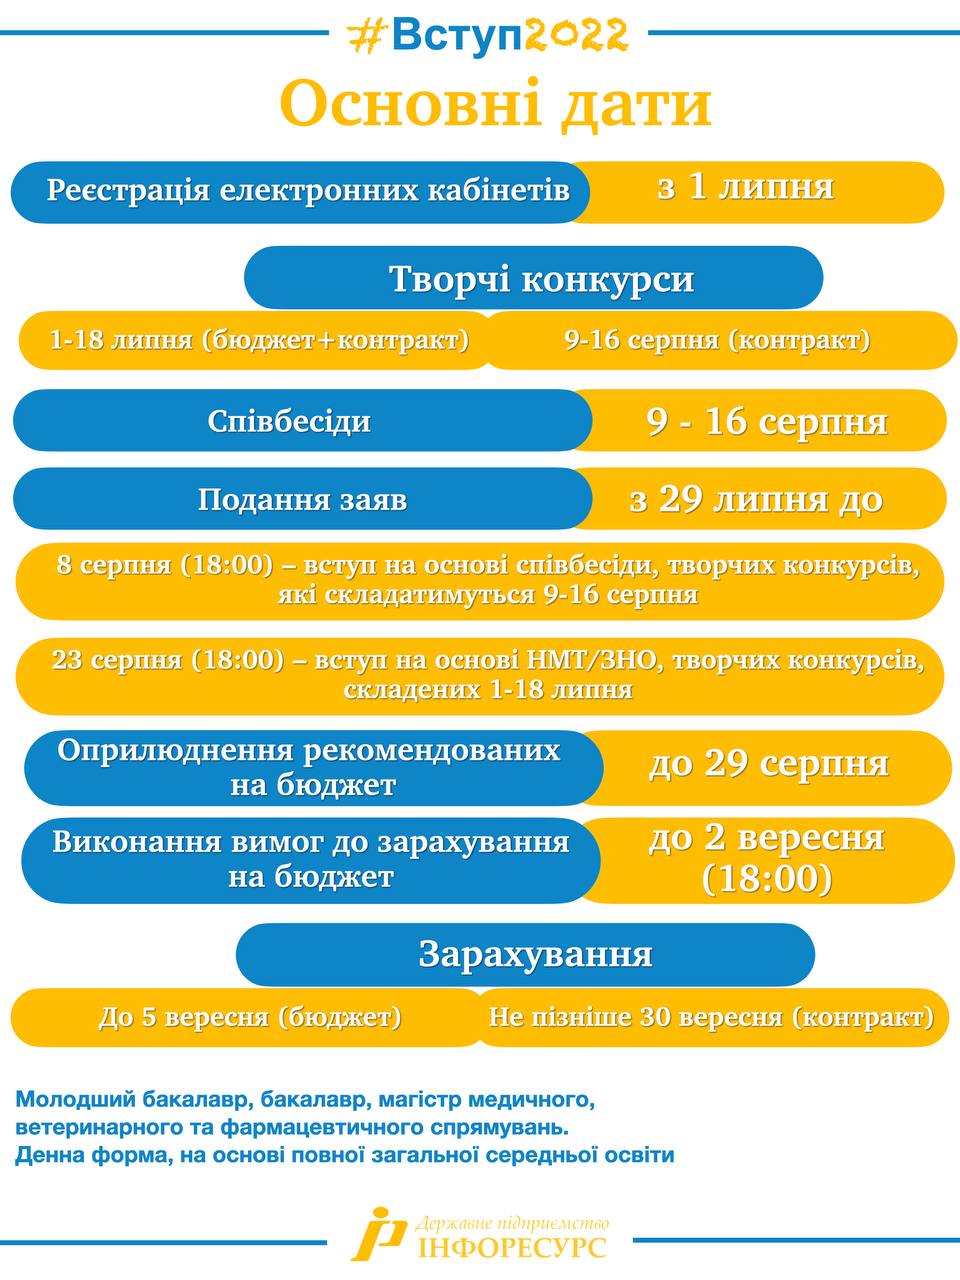 #Вступ2022
Основні дати
Реєстрація електронних кабінетів з 1 липня
Творчі конкурси
1-18 липня (бюджет+контракт) 9-16 серпня (контракт)
Співбесіди 9 - 16 серпня
Подання заяв з 29 липня до
8 серпня (18:00) – вступ на основі співбесіди, творчих конкурсів,
які складатимуться 9-16 серпня
23 серпня (18:00) – вступ на основі НМТ/ЗНО, творчих конкурсів,
складених 1-18 липня
Оприлюднення рекомендованих
на бюджет
до 29 серпня
Виконання вимог до зарахування
на бюджет
до 2 вересня
(18:00)
Зарахування
До 5 вересня (бюджет) Не пізніше 30 вересня (контракт)
Молодший бакалавр, бакалавр, магістр медичного,
ветеринарного та фармацевтичного спрямувань.
Денна форма, на основі повної загальної середньої освіти
Державне підприємство
ІНФОРЕСУРС